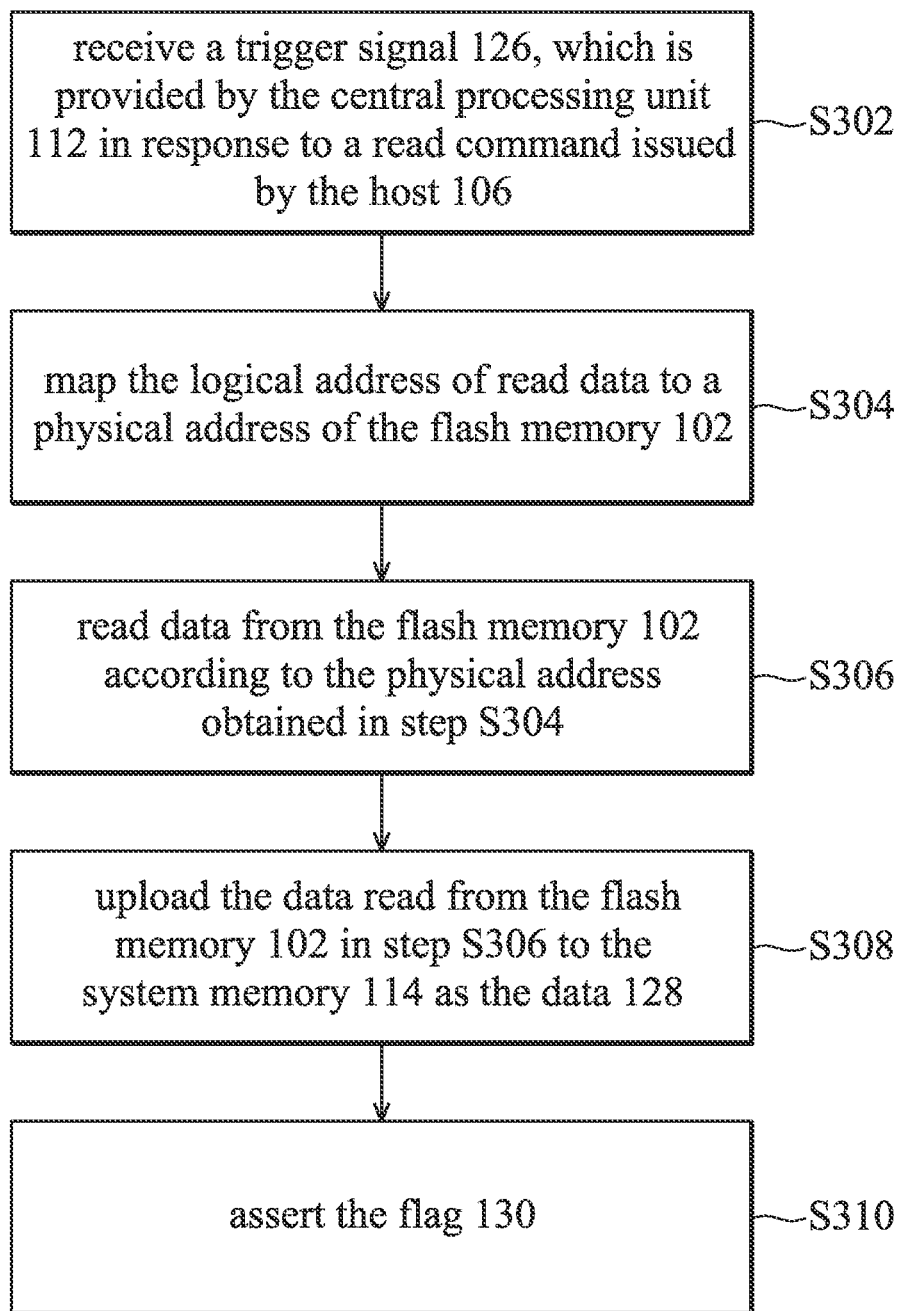 receive a trigger signal 126, which is
provided by the central processing unit
112 in response to a read command issued
by the host 106
S302
map the logical address of read data to a
physical address of the flash memory 102
S304
read data from the flash memory 102
according to the physical address
obtained in step S304
S306
upload the data read from the flash
memory 102 in step S306 to the
system memory 114 as the data 128
S308
assert the flag 130
S310